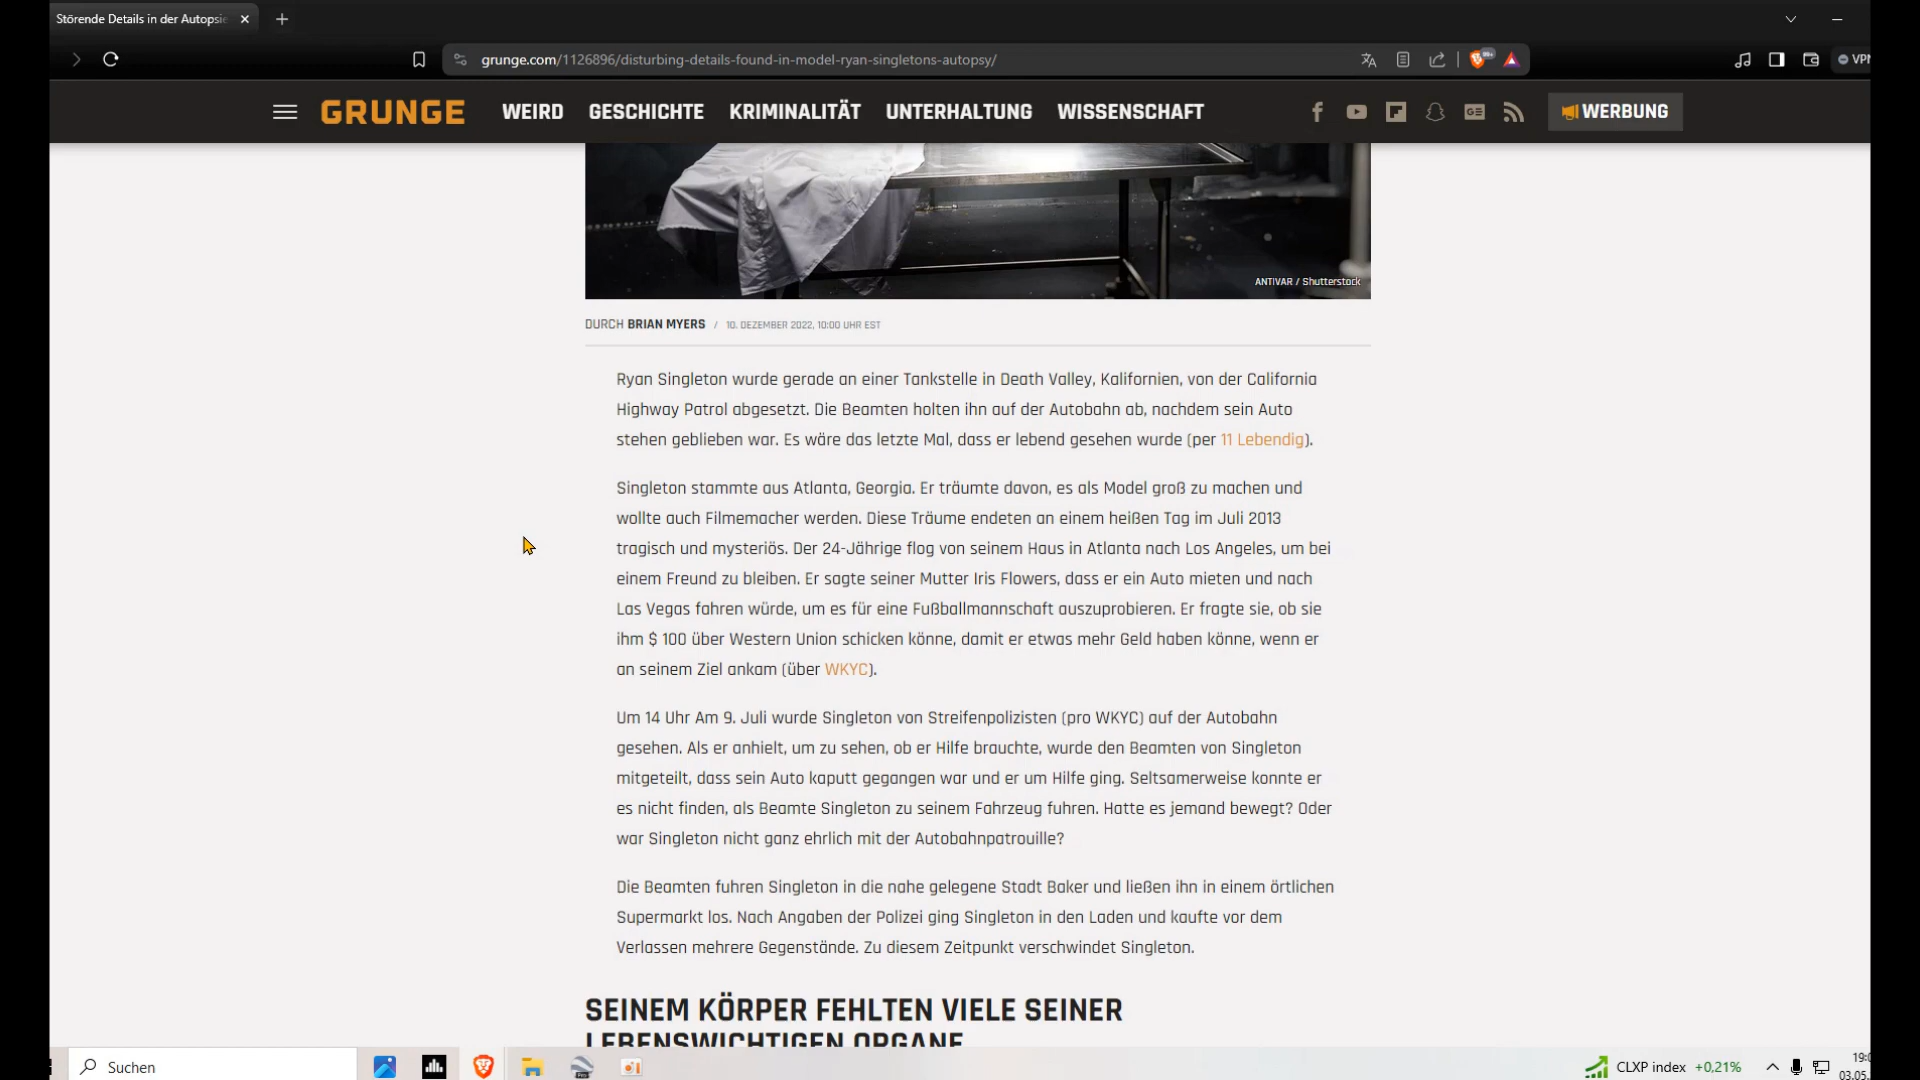 Störende Details in der Autopsie
grunge.com/1126896/disturbing-details-found-in-model-ryan-singletons-autopsy/
99+
VPN
GRUNGE WEIRD GESCHICHTE KRIMINALITÄT UNTERHALTUNG WISSENSCHAFT WERBUNG
ANTIVAR / Shutterstock
DURCH BRIAN MYERS / 10. DEZEMBER 2022, 10:00 UHR EST
Ryan Singleton wurde gerade an einer Tankstelle in Death Valley, Kalifornien, von der California
Highway Patrol abgesetzt. Die Beamten holten ihn auf der Autobahn ab, nachdem sein Auto
stehen geblieben war. Es wäre das letzte Mal, dass er lebend gesehen wurde (per 11 Lebendig).
Singleton stammte aus Atlanta, Georgia. Er träumte davon, es als Model groß zu machen und
wollte auch Filmemacher werden. Diese Träume endeten an einem heißen Tag im Juli 2013
tragisch und mysteriös. Der 24-Jährige flog von seinem Haus in Atlanta nach Los Angeles, um bei
einem Freund zu bleiben. Er sagte seiner Mutter Iris Flowers, dass er ein Auto mieten und nach
Las Vegas fahren würde, um es für eine Fußballmannschaft auszuprobieren. Er fragte sie, ob sie
ihm $ 100 über Western Union schicken könne, damit er etwas mehr Geld haben könne, wenn er
an seinem Ziel ankam (über WKYC).
Um 14 Uhr Am 9. Juli wurde Singleton von Streifenpolizisten (pro WKYC) auf der Autobahn
gesehen. Als er anhielt, um zu sehen, ob er Hilfe brauchte, wurde den Beamten von Singleton
mitgeteilt, dass sein Auto kaputt gegangen war und er um Hilfe ging. Seltsamerweise konnte er
es nicht finden, als Beamte Singleton zu seinem Fahrzeug fuhren. Hatte es jemand bewegt? Oder
war Singleton nicht ganz ehrlich mit der Autobahnpatrouille?
Die Beamten fuhren Singleton in die nahe gelegene Stadt Baker und ließen ihn in einem örtlichen
Supermarkt los. Nach Angaben der Polizei ging Singleton in den Laden und kaufte vor dem
Verlassen mehrere Gegenstände. Zu diesem Zeitpunkt verschwindet Singleton.
SEINEM KÖRPER FEHLTEN VIELE SEINER
LEBENSWICHTIGEN ORGANE
Suchen
CLXP index +0,21%
03.05.